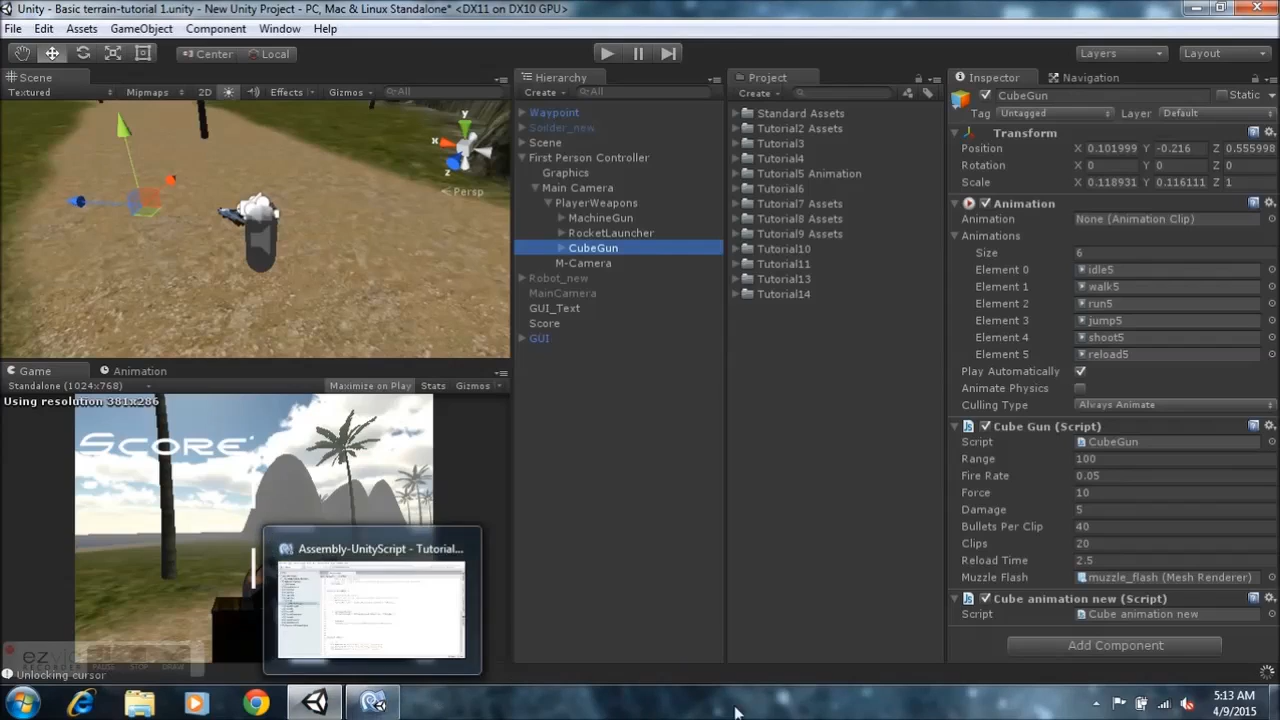 Unity - Basic terrain-tutorial 1.unity - New Unity Project - PC, Mac & Linux Standalone* <DX11 on DX10 GPU>
File Edit Assets GameObject Component Window Help
Center Local Layers Layout
Scene
Textured Mipmaps 2D Effects Gizmos All
y
x
z
Persp
Game Animation
Standalone (1024x768) Maximize on Play Stats Gizmos
Using resolution 381x286
Score:
Assembly-UnityScript - Tutorial...
RECORDER PAUSE STOP DRAW
Unlocking cursor
Hierarchy
Create All
Waypoint
Soilder_new
Scene
First Person Controller
Graphics
Main Camera
PlayerWeapons
MachineGun
RocketLauncher
CubeGun
M-Camera
Robot_new
MainCamera
GUI_Text
Score
GUI
Project
Create
Standard Assets
Tutorial2 Assets
Tutorial3
Tutorial4
Tutorial5 Animation
Tutorial6
Tutorial7 Assets
Tutorial8 Assets
Tutorial9 Assets
Tutorial10
Tutorial11
Tutorial13
Tutorial14
Inspector Navigation
CubeGun Static
Tag Untagged Layer Default
Transform
Position X 0.101999 Y -0.216 Z 0.555998
Rotation X 0 Y 0 Z 0
Scale X 0.118931 Y 0.116111 Z 1
Animation
Animation None (Animation Clip)
Animations
Size 6
Element 0 idle5
Element 1 walk5
Element 2 run5
Element 3 jump5
Element 4 shoot5
Element 5 reload5
Play Automatically
Animate Physics
Culling Type Always Animate
Cube Gun (Script)
Script CubeGun
Range 100
Fire Rate 0.05
Force 10
Damage 5
Bullets Per Clip 40
Clips 20
Reload Time 2.5
Muzzle Flash
Cube animation new (Script)
Script Cube animation new
Component
5:13 AM
4/9/2015